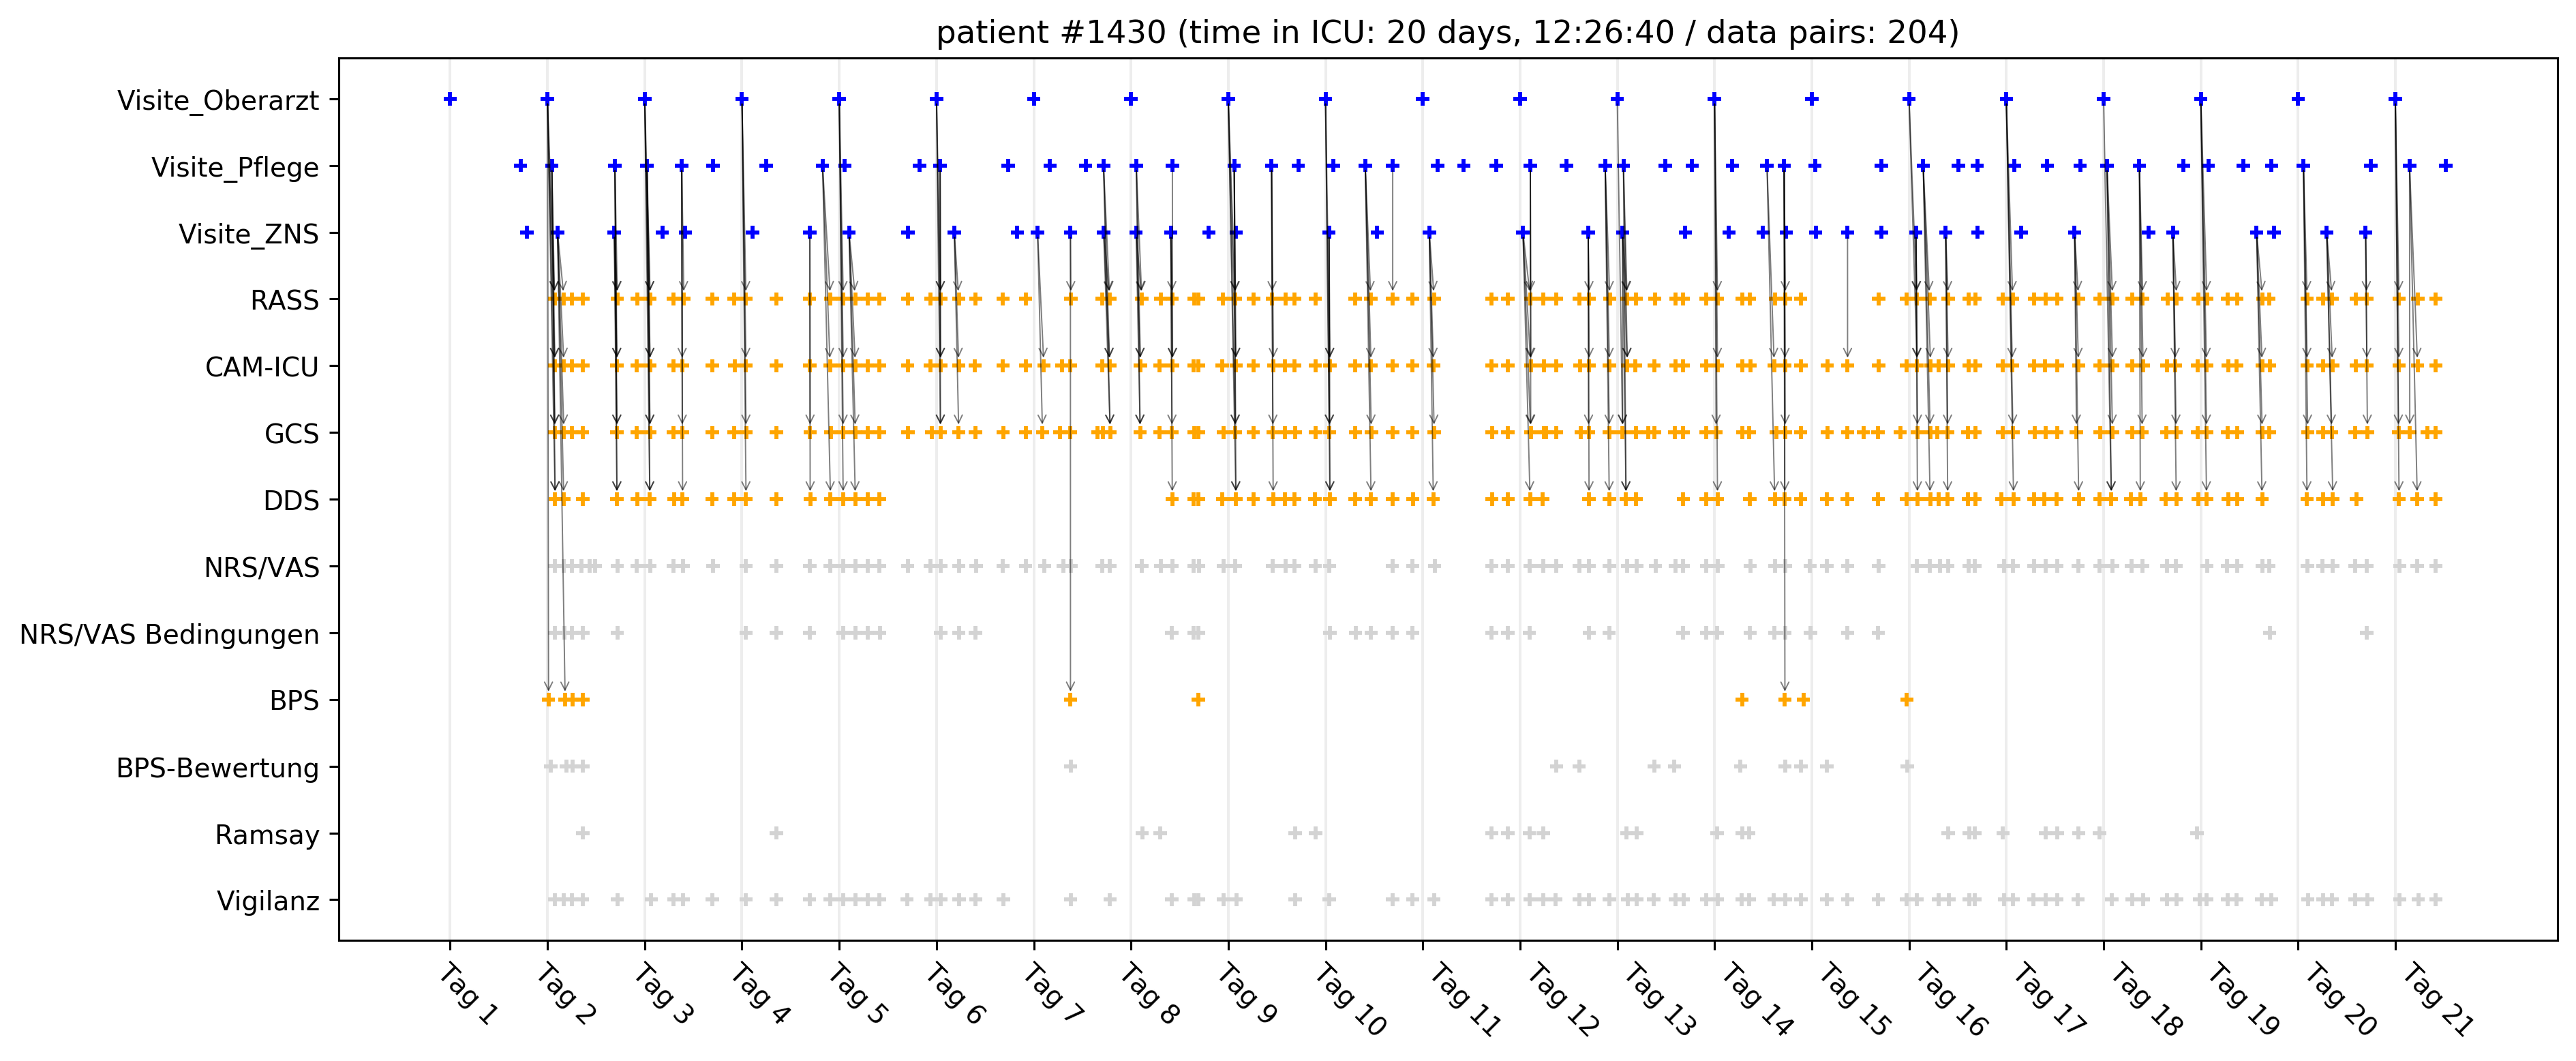 patient #1430 (time in ICU: 20 days, 12:26:40 / data pairs: 204)
Visite_Oberarzt
Visite_Pflege
Visite_ZNS
RASS
CAM-ICU
GCS
DDS
NRS/VAS
NRS/VAS Bedingungen
BPS
BPS-Bewertung
Ramsay
Vigilanz
Tag 1
Tag 2
Tag 3
Tag 4
Tag 5
Tag 6
Tag 7
Tag 8
Tag 9
Tag 10
Tag 11
Tag 12
Tag 13
Tag 14
Tag 15
Tag 16
Tag 17
Tag 18
Tag 19
Tag 20
Tag 21